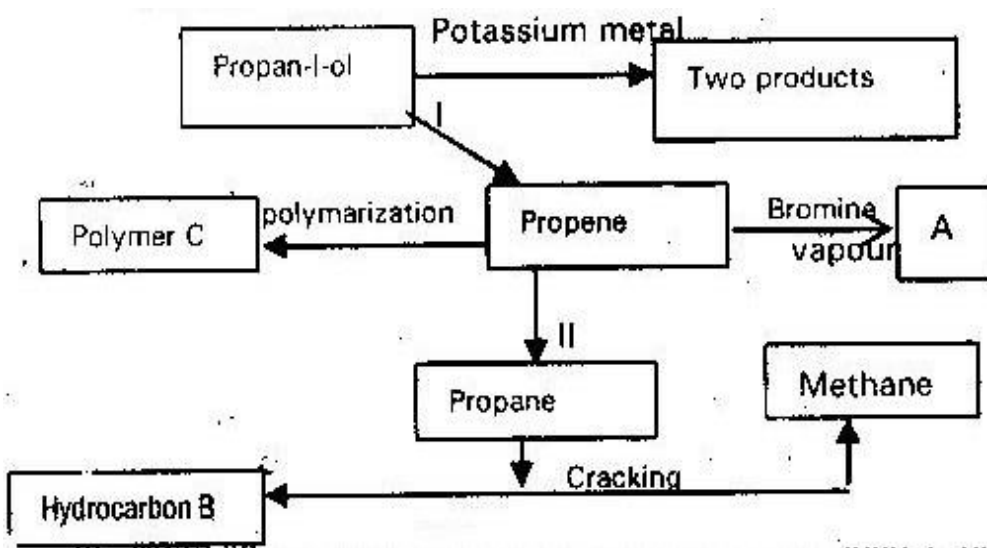 Potassium metal
Propan-I-ol
Two products
I
polymarization
Propene
Bromine
vapour
A
Polymer C
II
Propane
Methane
Cracking
Hydrocarbon B